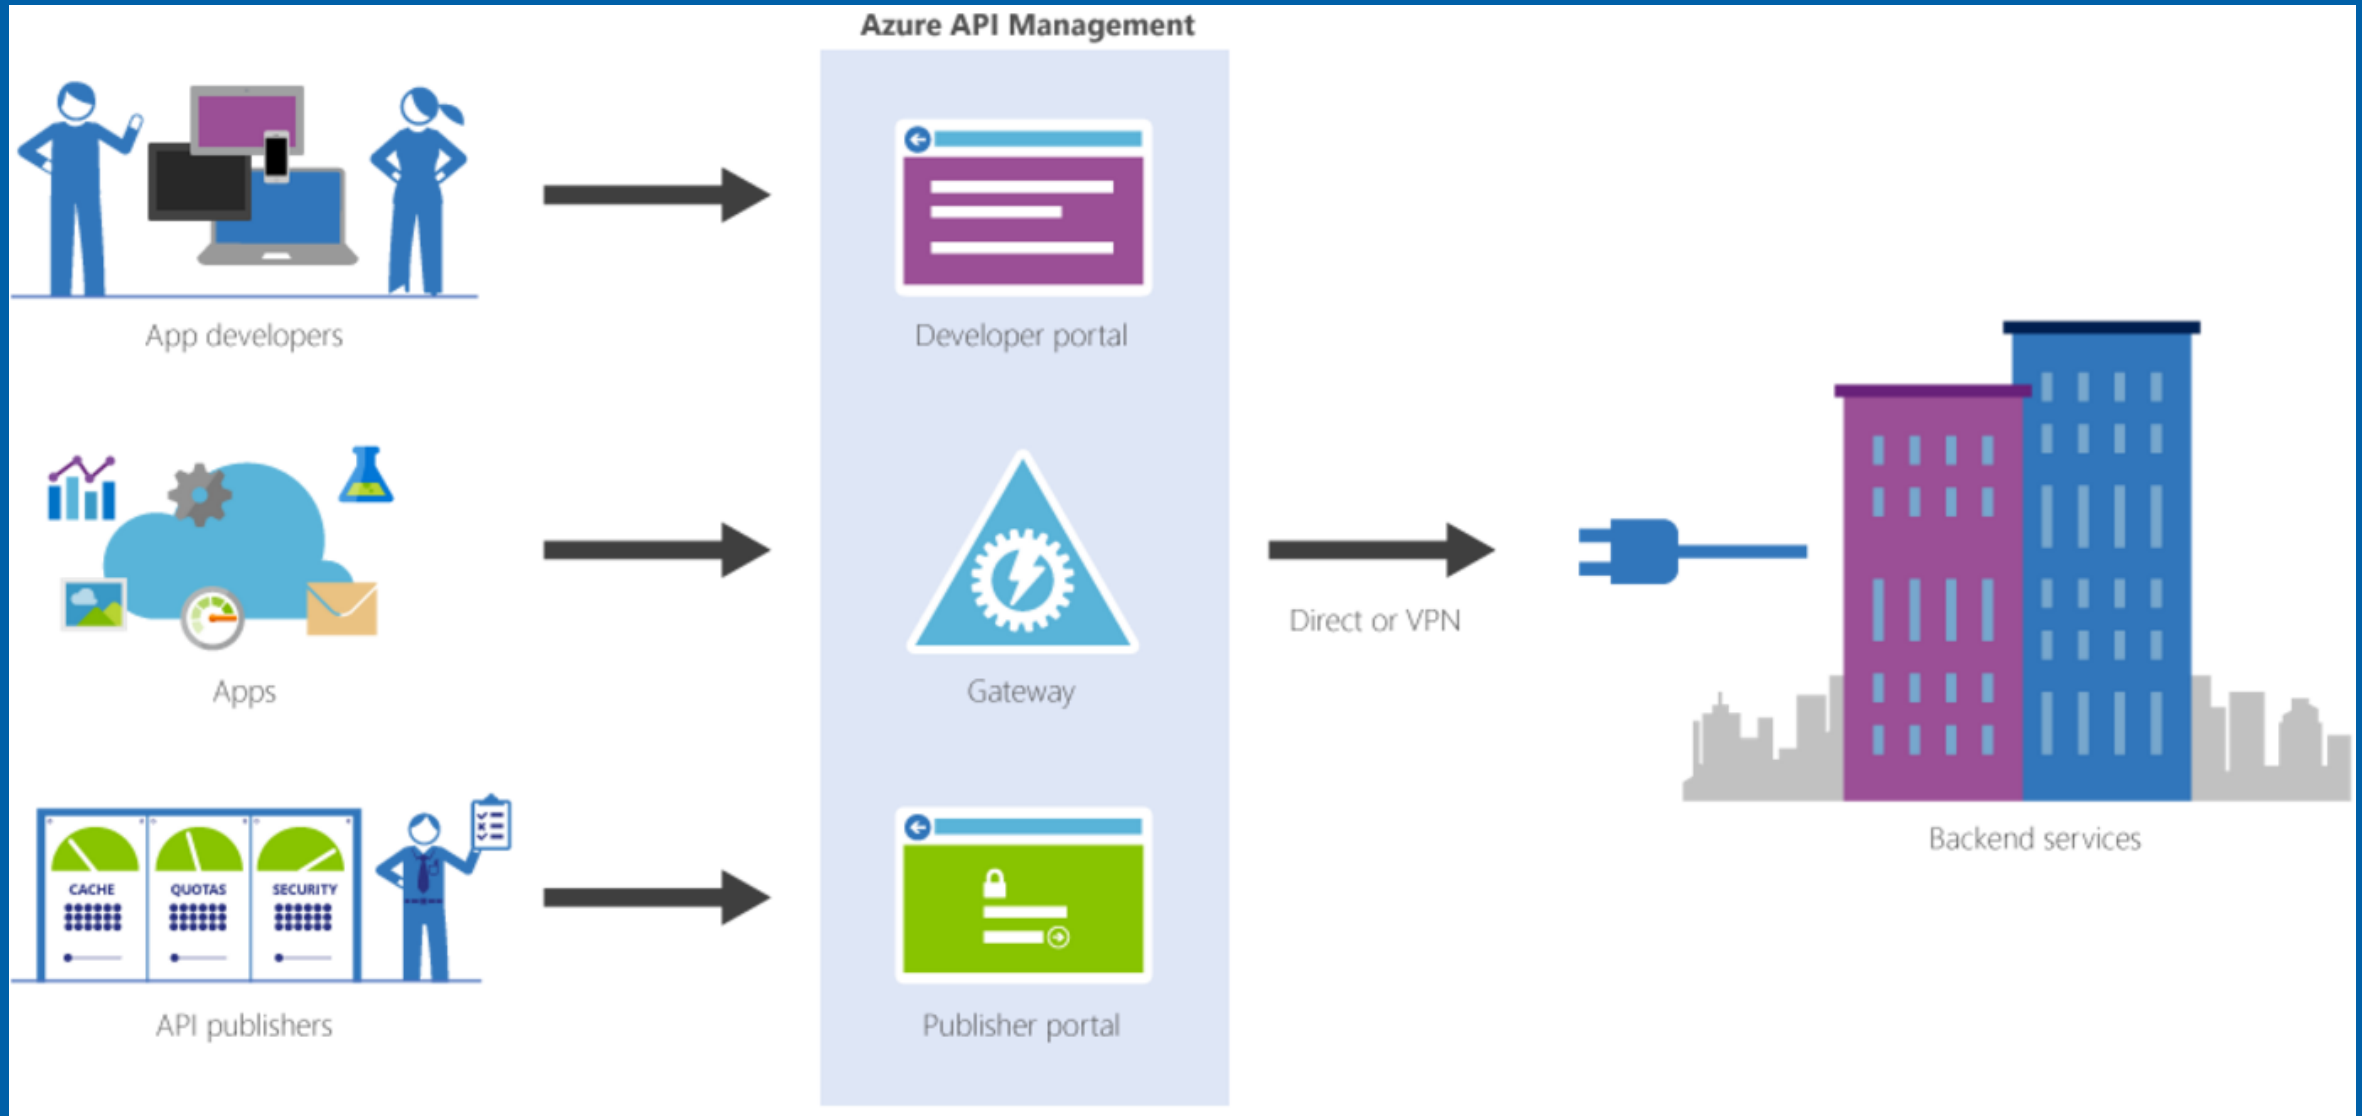 Azure API Management
App developers
Developer portal
Apps
Gateway
Direct or VPN
Backend services
CACHE
QUOTAS
SECURITY
API publishers
Publisher portal